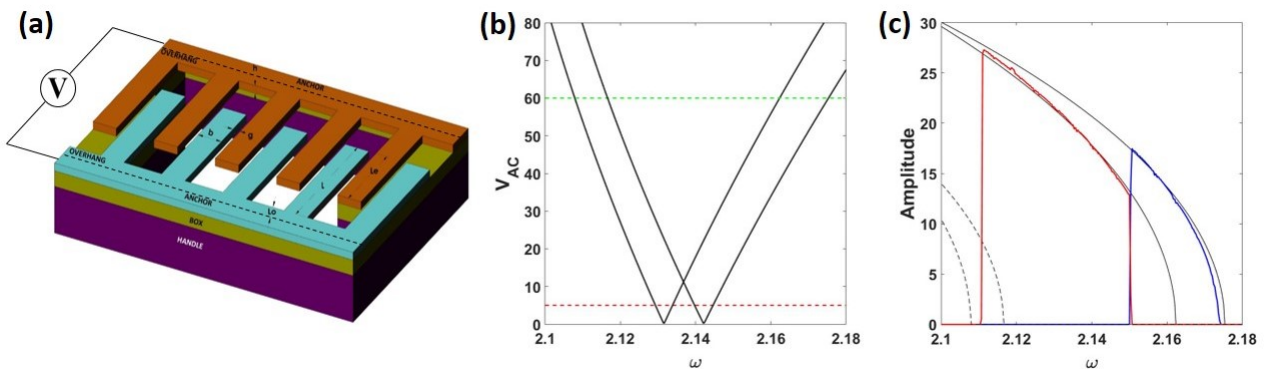 (a)
V
OVERHANG
h
ANCHOR
b
g
Le
L
OVERHANG
ANCHOR
Lo
BOX
HANDLE
(b)
V_AC
80
70
60
50
40
30
20
10
0
2.1 2.12 2.14 2.16 2.18
ω
(c)
Amplitude
30
25
20
15
10
5
0
2.1 2.12 2.14 2.16 2.18
ω